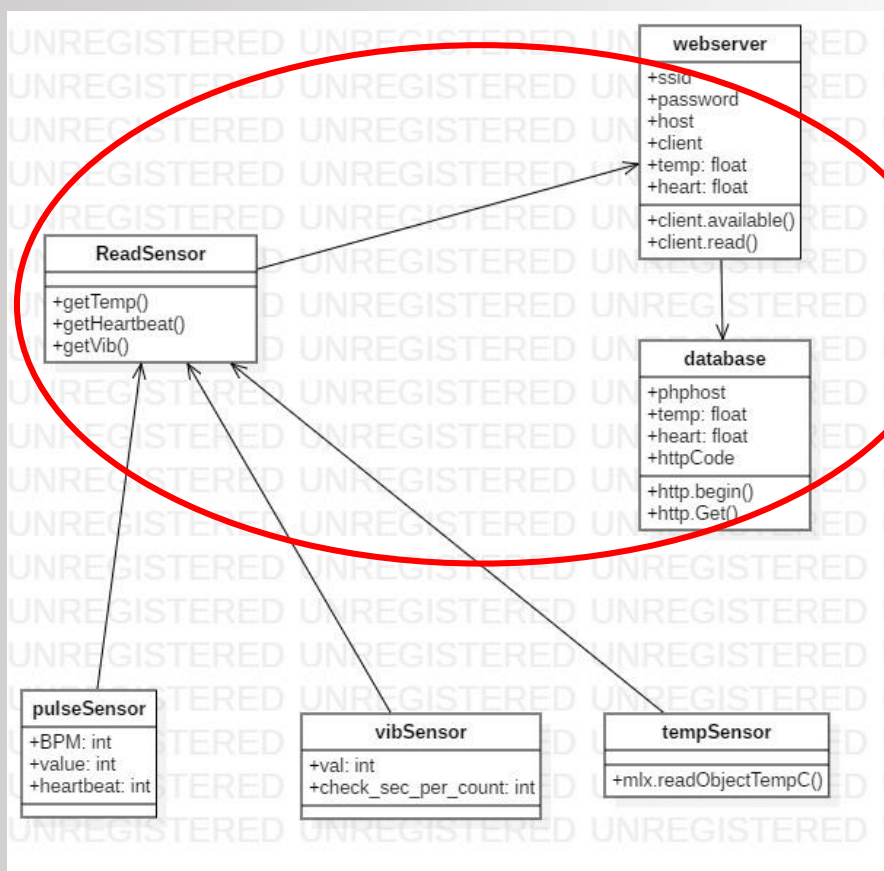 webserver
+ssid
+password
+host
+client
+temp: float
+heart: float
+client.available()
+client.read()
ReadSensor
+getTemp()
+getHeartbeat()
+getVib()
database
+phphost
+temp: float
+heart: float
+httpCode
+http.begin()
+http.Get()
pulseSensor
+BPM: int
+value: int
+heartbeat: int
vibSensor
+val: int
+check_sec_per_count: int
tempSensor
+mlx.readObjectTempC()
UNREGISTERED